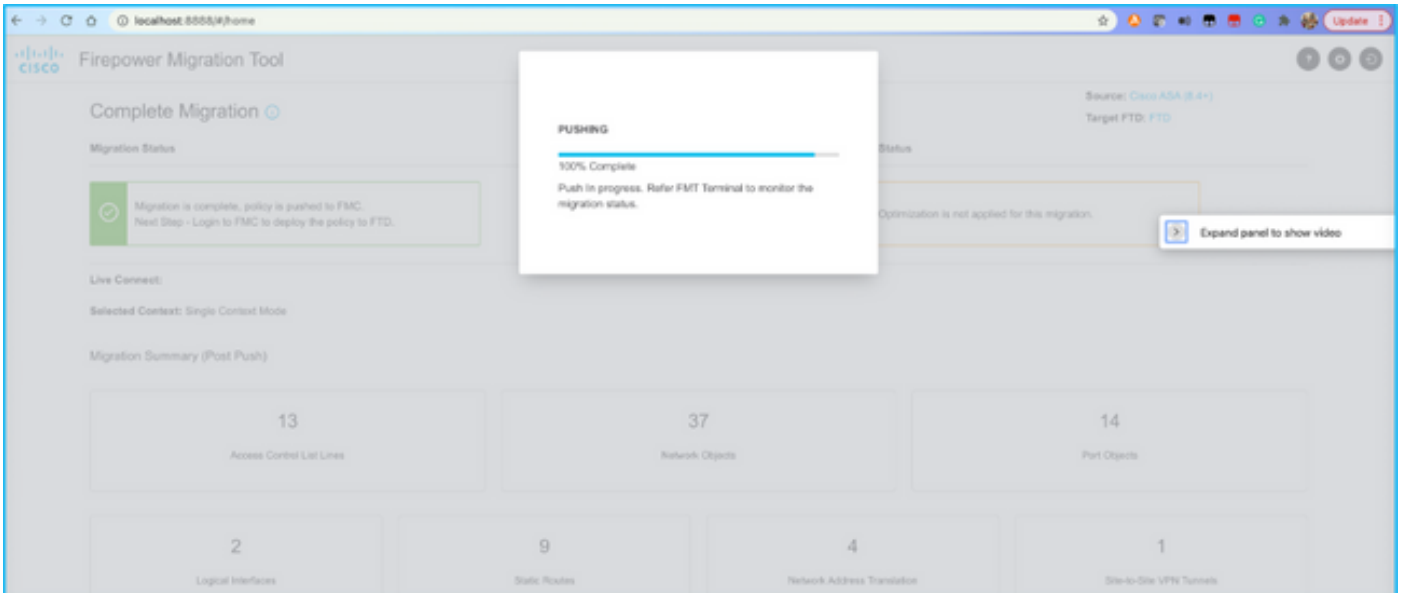 localhost:8888/#/home
Update
CISCO
Firepower Migration Tool
Complete Migration
Source: Cisco ASA (8.4+)
Target FTD: FTD
Migration Status
Status
PUSHING
100% Complete
Push In progress. Refer FMT Terminal to monitor the
migration status.
Migration is complete, policy is pushed to FMC.
Next Step - Login to FMC to deploy the policy to FTD.
Optimization is not applied for this migration.
Expand panel to show video
Live Connect:
Selected Context: Single Context Mode
Migration Summary (Post Push)
13
Access Control List Lines
37
Network Objects
14
Port Objects
2
Logical Interfaces
9
Static Routes
4
Network Address Translation
1
Site-to-Site VPN Tunnels